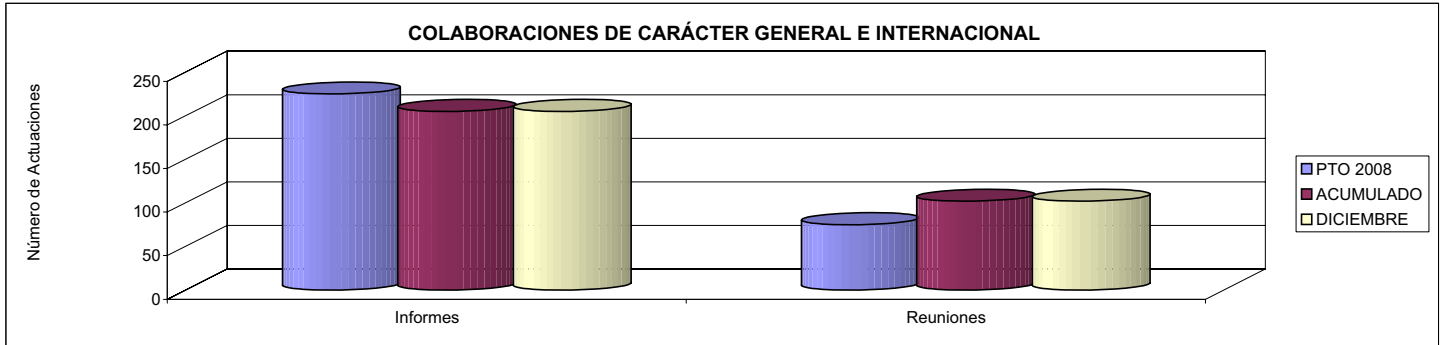 COLABORACIONES DE CARÁCTER GENERAL E INTERNACIONAL
Número de Actuaciones
250
200
150
100
50
0
Informes
Reuniones
PTO 2008
ACUMULADO
DICIEMBRE